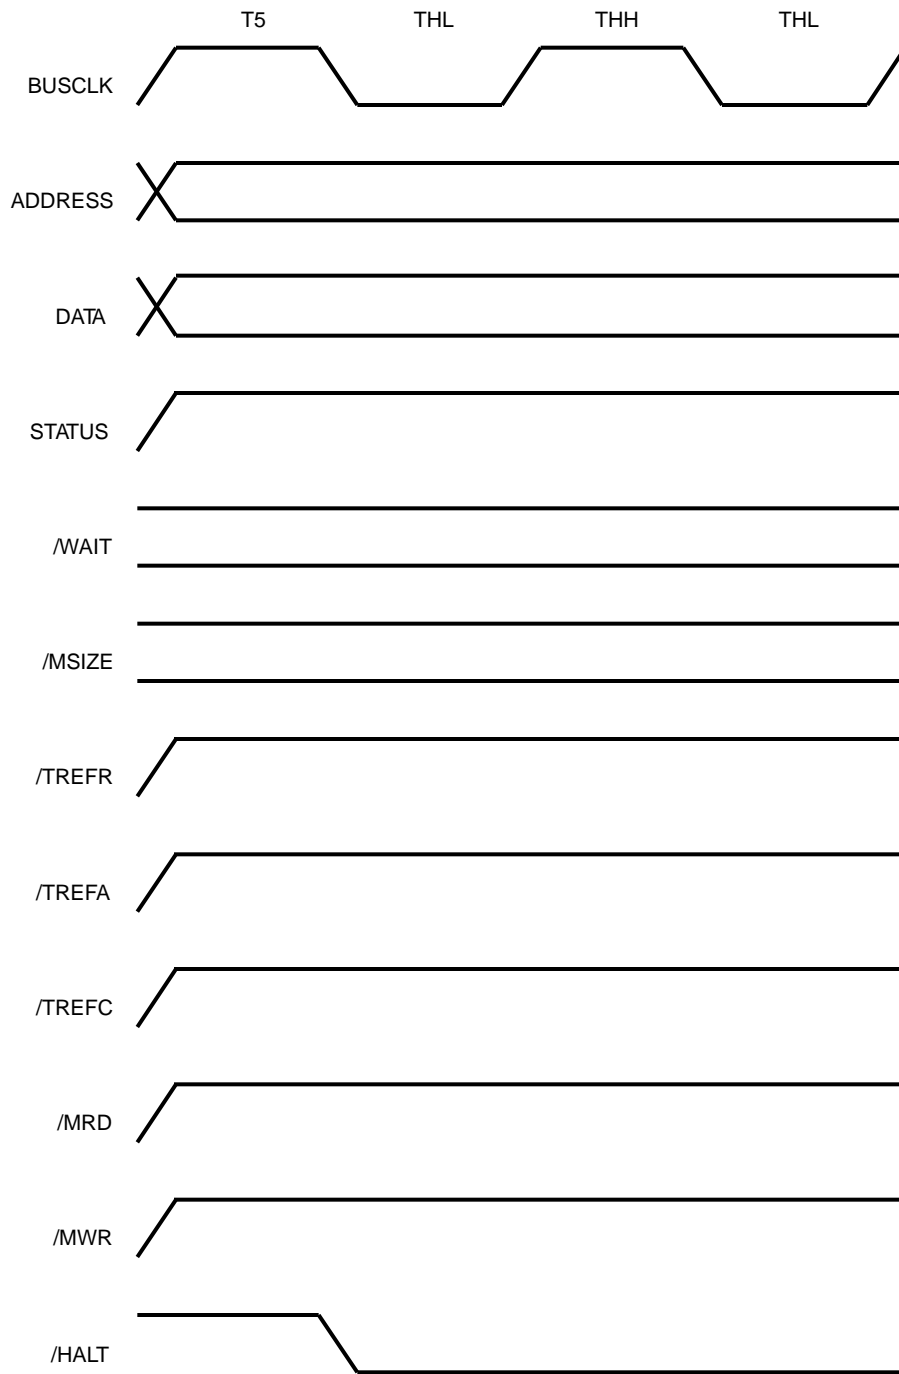 T5 THL THH THL
BUSCLK
ADDRESS
DATA
STATUS
/WAIT
/MSIZE
/TREFR
/TREFA
/TREFC
/MRD
/MWR
/HALT